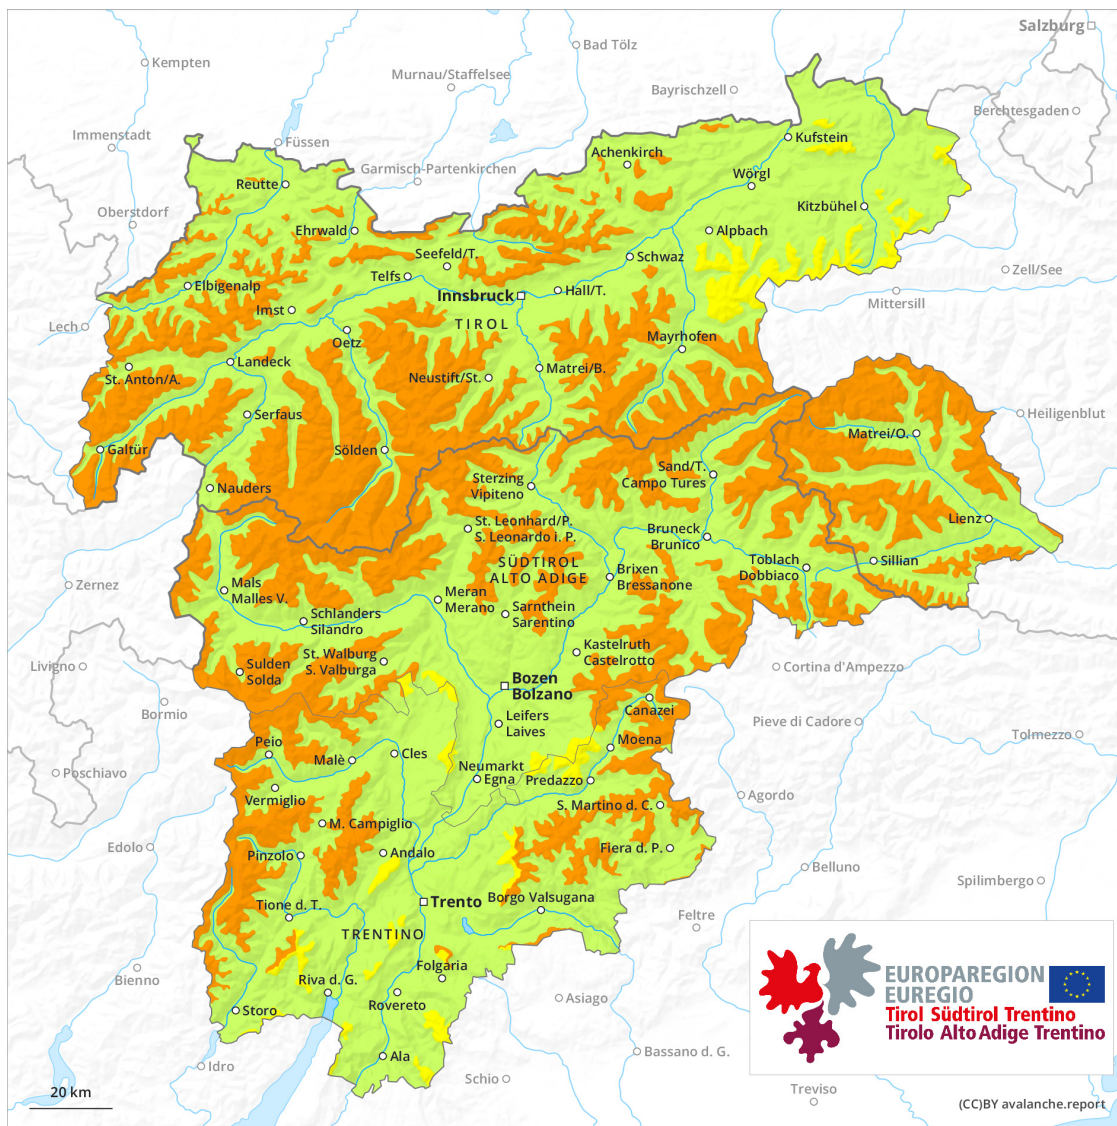 Salzburg
Bad Tölz
Kempten
Murnau/Staffelsee
Bayrischzell
Berchtesgaden
Immenstadt
Füssen
Kufstein
Achenkirch
Garmisch-Partenkirchen
Wörgl
Reutte
Kitzbühel
Oberstdorf
Ehrwald
Alpbach
Seefeld/T.
Schwaz
Zell/See
Telfs
Elbigenalp
Hall/T.
Innsbruck
Mittersill
Imst
TIROL
Lech
Oetz
Mayrhofen
Landeck
Matrei/B.
St. Anton/A.
Neustift/St.
Serfaus
Heiligenblut
Matrei/O.
Galtür
Sölden
Sand/T.
Campo Tures
Sterzing
Vipiteno
Nauders
Lienz
St. Leonhard/P.
S. Leonardo i. P.
Bruneck
Brunico
SÜDTIROL
ALTO ADIGE
Toblach
Dobbiaco
Sillian
Brixen
Bressanone
Zernez
Mals
Malles V.
Meran
Merano
Sarnthein
Sarentino
Schlanders
Silandro
Kastelruth
Castelrotto
St. Walburg
S. Valburga
Livigno
Sulden
Solda
Cortina d'Ampezzo
Bozen
Bolzano
Bormio
Canazei
Leifers
Laives
Pieve di Cadore
Tolmezzo
Peio
Moena
Cles
Malè
Neumarkt
Egna
Predazzo
Poschiavo
Vermiglio
Agordo
S. Martino d. C.
M. Campiglio
Edolo
Pinzolo
Andalo
Fiera d. P.
Belluno
Spilimbergo
Trento
Borgo Valsugana
Tione d. T.
Feltre
TRENTINO
Folgaria
Bienno
Riva d. G.
Rovereto
Asiago
Storo
EUROPAREGION
EUREGIO
Tirol Südtirol Trentino
Tirolo Alto Adige Trentino
Ala
Bassano d. G.
Idro
Schio
Treviso
20 km
(CC)BY avalanche.report